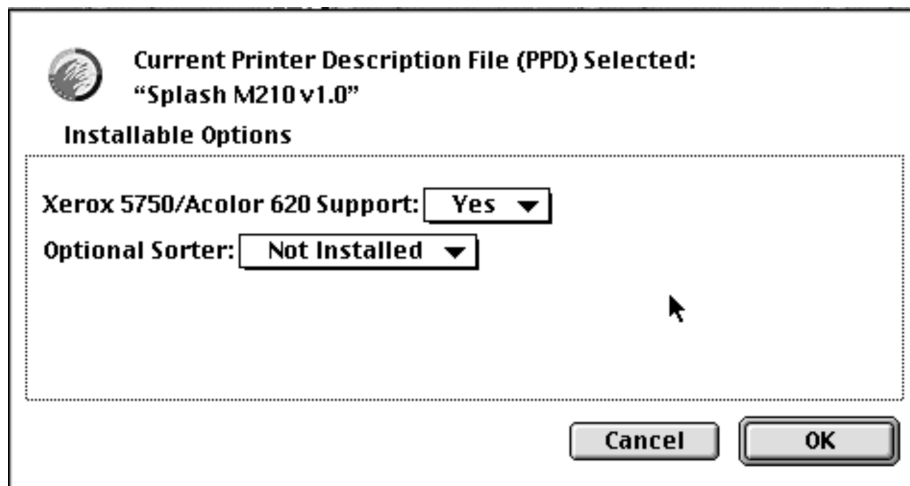 Current Printer Description File (PPD) Selected:
“Splash M210 v1.0”
Installable Options
Xerox 5750/Acolor 620 Support: Yes
Optional Sorter: Not Installed
Cancel OK